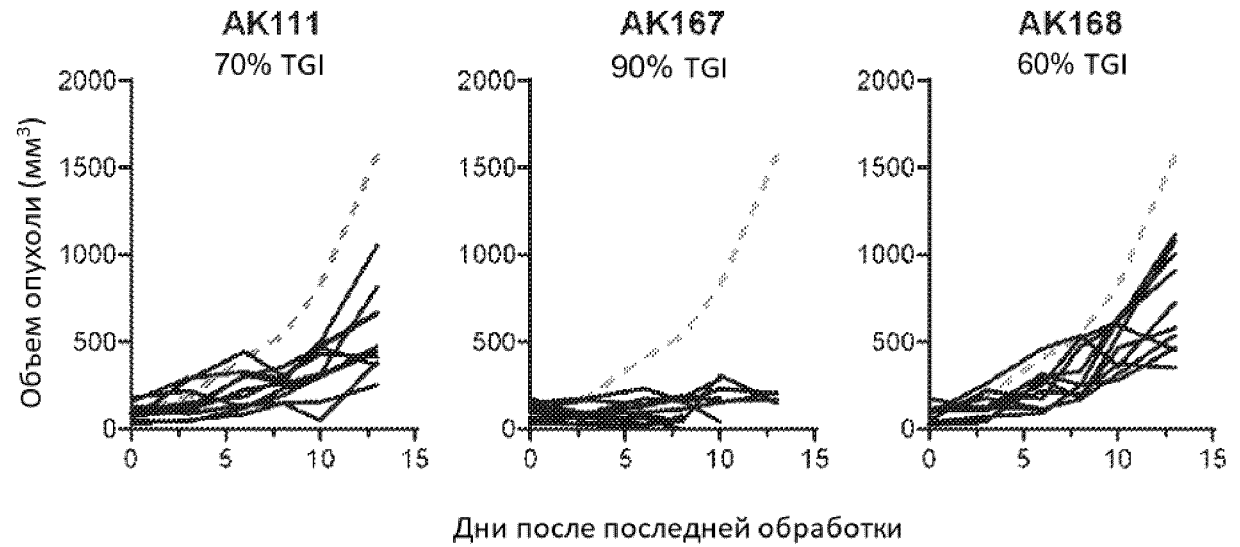 AK111 AK167 AK168
70% TGI 90% TGI 60% TGI
2000 2000 2000
1500 1500 1500
1000 1000 1000
500 500 500
0 0 0
0 5 10 15 0 5 10 15 0 5 10 15
Объем опухоли (мм³)
Дни после последней обработки